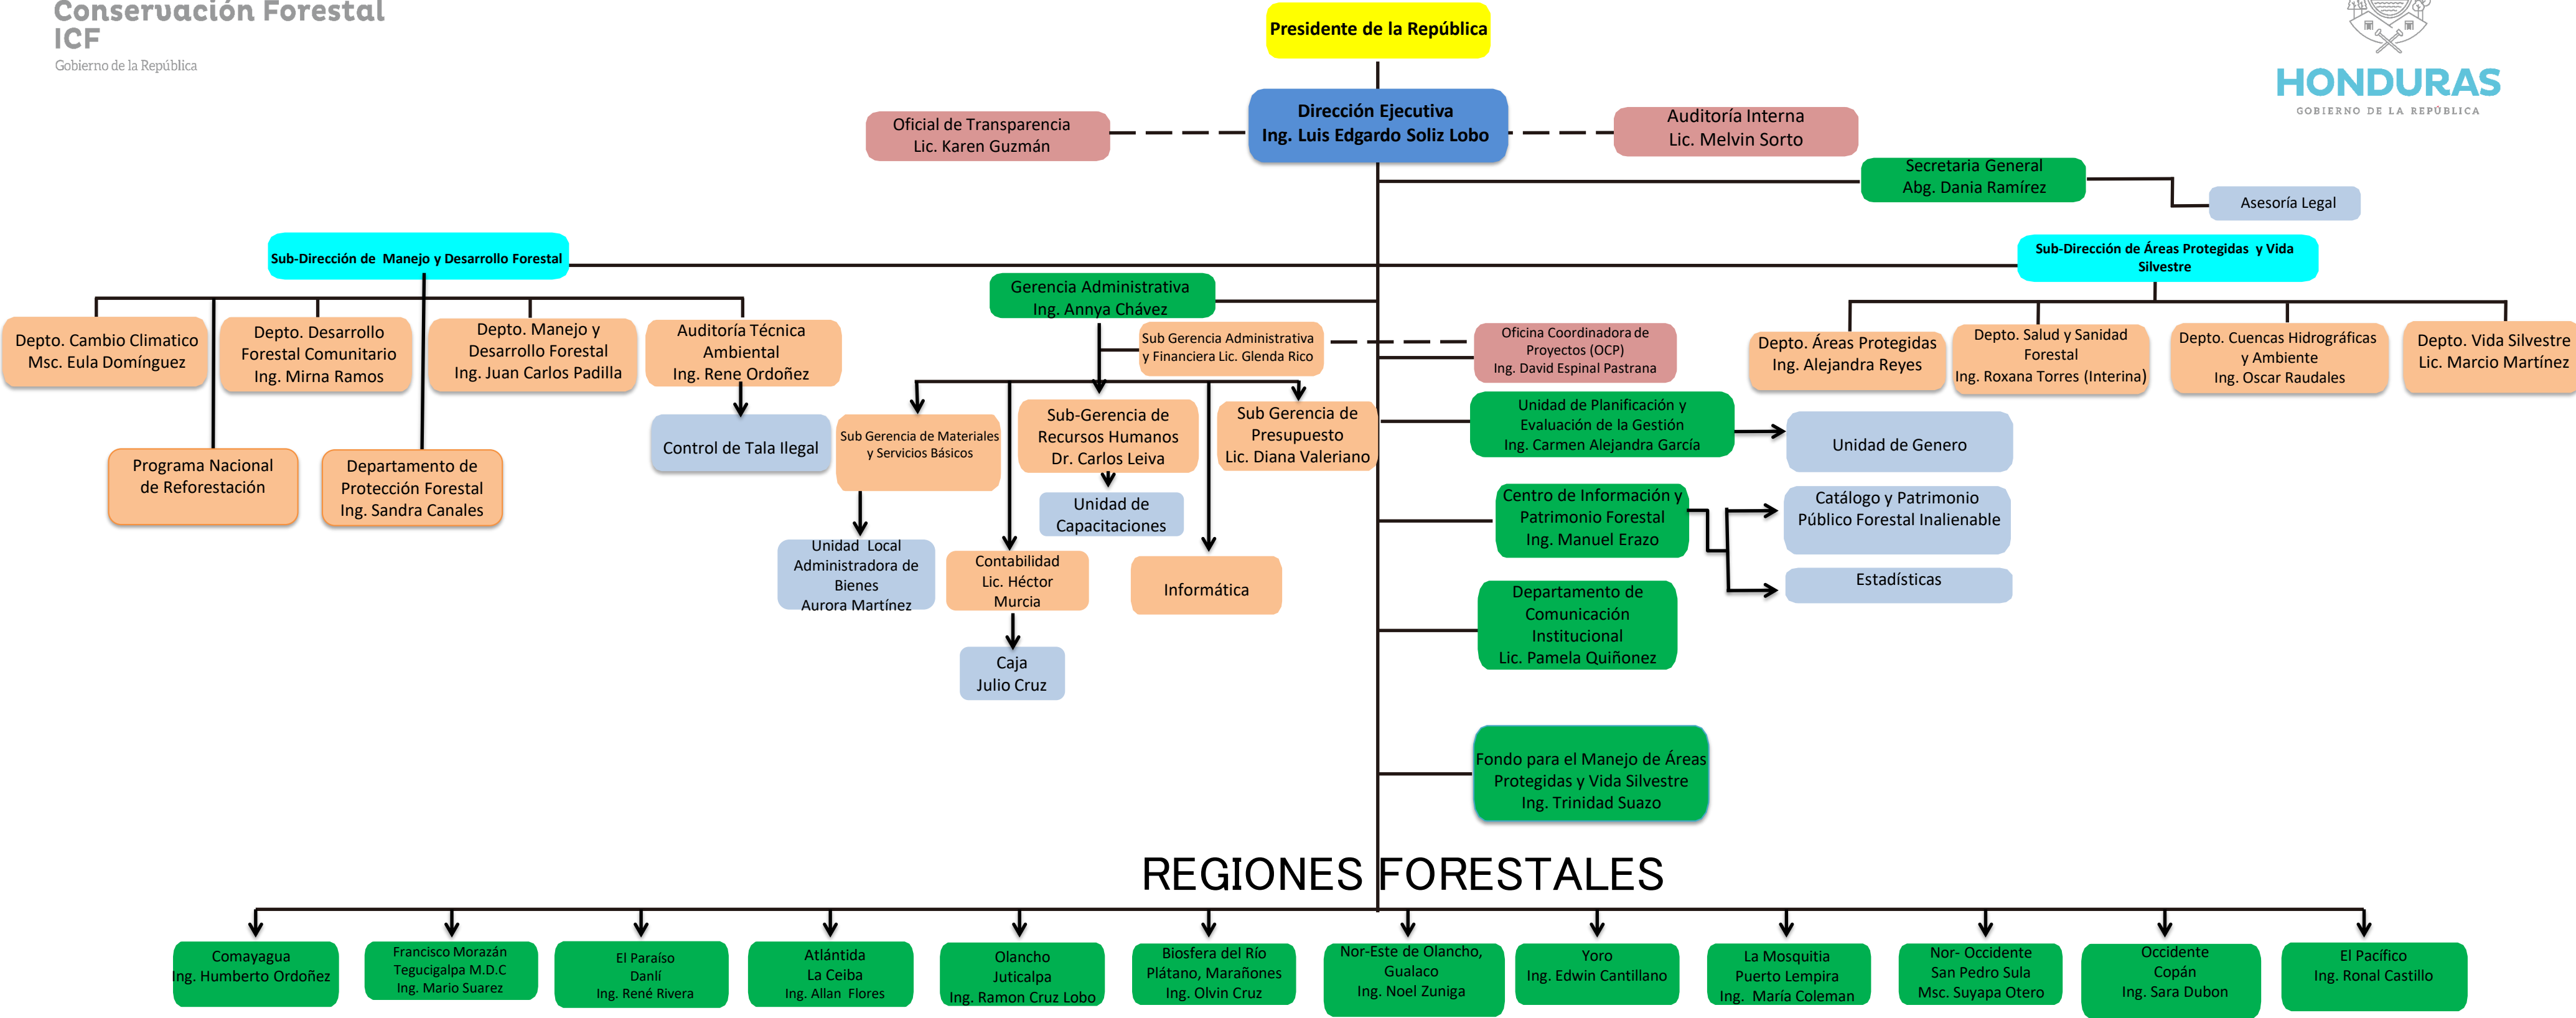 Conservación Forestal
ICF
Gobierno de la República
Presidente de la República
HONDURAS
GOBIERNO DE LA REPÚBLICA
Dirección Ejecutiva
Ing. Luis Edgardo Soliz Lobo
Oficial de Transparencia
Lic. Karen Guzmán
Auditoría Interna
Lic. Melvin Sorto
Secretaria General
Abg. Dania Ramírez
Asesoría Legal
Sub-Dirección de Manejo y Desarrollo Forestal
Sub-Dirección de Áreas Protegidas y Vida
Silvestre
Gerencia Administrativa
Ing. Annya Chávez
Depto. Cambio Climatico
Msc. Eula Domínguez
Depto. Desarrollo
Forestal Comunitario
Ing. Mirna Ramos
Depto. Manejo y
Desarrollo Forestal
Ing. Juan Carlos Padilla
Auditoría Técnica
Ambiental
Ing. Rene Ordoñez
Sub Gerencia Administrativa
y Financiera Lic. Glenda Rico
Oficina Coordinadora de
Proyectos (OCP)
Ing. David Espinal Pastrana
Depto. Áreas Protegidas
Ing. Alejandra Reyes
Depto. Salud y Sanidad
Forestal
Ing. Roxana Torres (Interina)
Depto. Cuencas Hidrográficas
y Ambiente
Ing. Oscar Raudales
Depto. Vida Silvestre
Lic. Marcio Martínez
Programa Nacional
de Reforestación
Departamento de
Protección Forestal
Ing. Sandra Canales
Control de Tala Ilegal
Sub Gerencia de Materiales
y Servicios Básicos
Sub-Gerencia de
Recursos Humanos
Dr. Carlos Leiva
Sub Gerencia de
Presupuesto
Lic. Diana Valeriano
Unidad de Planificación y
Evaluación de la Gestión
Ing. Carmen Alejandra García
Unidad de Genero
Unidad de
Capacitaciones
Centro de Información y
Patrimonio Forestal
Ing. Manuel Erazo
Catálogo y Patrimonio
Público Forestal Inalienable
Estadísticas
Unidad Local
Administradora de
Bienes
Aurora Martínez
Contabilidad
Lic. Héctor
Murcia
Informática
Departamento de
Comunicación
Institucional
Lic. Pamela Quiñonez
Caja
Julio Cruz
Fondo para el Manejo de Áreas
Protegidas y Vida Silvestre
Ing. Trinidad Suazo
REGIONES FORESTALES
Comayagua
Ing. Humberto Ordoñez
Francisco Morazán
Tegucigalpa M.D.C
Ing. Mario Suarez
El Paraíso
Danlí
Ing. René Rivera
Atlántida
La Ceiba
Ing. Allan Flores
Olancho
Juticalpa
Ing. Ramon Cruz Lobo
Biosfera del Río
Plátano, Marañones
Ing. Olvin Cruz
Nor-Este de Olancho,
Gualaco
Ing. Noel Zuniga
Yoro
Ing. Edwin Cantillano
La Mosquitia
Puerto Lempira
Ing. María Coleman
Nor- Occidente
San Pedro Sula
Msc. Suyapa Otero
Occidente
Copán
Ing. Sara Dubon
El Pacífico
Ing. Ronal Castillo